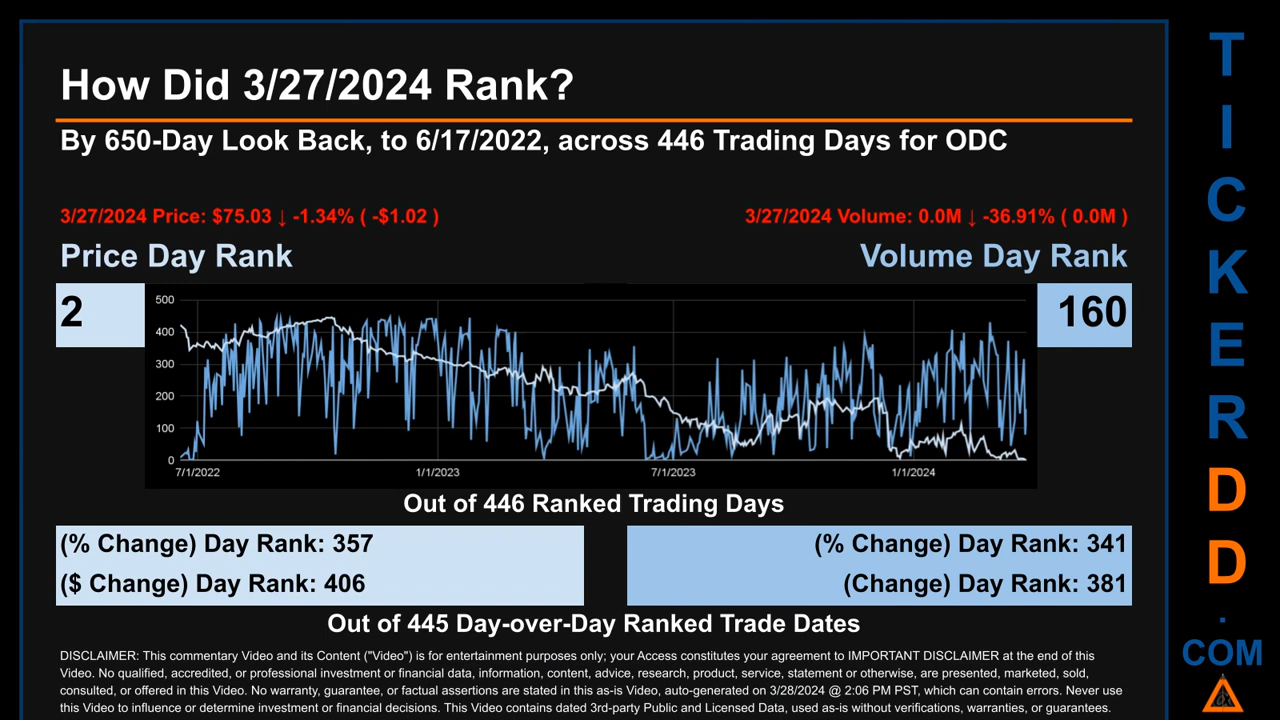 How Did 3/27/2024 Rank?
By 650-Day Look Back, to 6/17/2022, across 446 Trading Days for ODC
3/27/2024 Price: $75.03 ↓ -1.34% ( -$1.02 )
3/27/2024 Volume: 0.0M ↓ -36.91% ( 0.0M )
Price Day Rank
Volume Day Rank
2
160
500
400
300
200
100
0
7/1/2022
1/1/2023
7/1/2023
1/1/2024
Out of 446 Ranked Trading Days
(% Change) Day Rank: 357
($ Change) Day Rank: 406
(% Change) Day Rank: 341
(Change) Day Rank: 381
Out of 445 Day-over-Day Ranked Trade Dates
DISCLAIMER: This commentary Video and its Content ("Video") is for entertainment purposes only; your Access constitutes your agreement to IMPORTANT DISCLAIMER at the end of this
Video. No qualified, accredited, or professional investment or financial data, information, content, advice, research, product, service, statement or otherwise, are presented, marketed, sold,
consulted, or offered in this Video. No warranty, guarantee, or factual assertions are stated in this as-is Video, auto-generated on 3/28/2024 @ 2:06 PM PST, which can contain errors. Never use
this Video to influence or determine investment or financial decisions. This Video contains dated 3rd-party Public and Licensed Data, used as-is without verifications, warranties, or guarantees.
T
I
C
K
E
R
D
D
.
COM